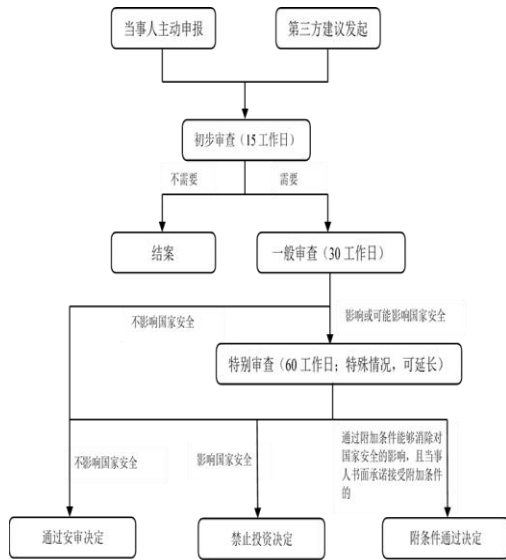 当事人主动申报
第三方建议发起
初步审查（15 工作日）
不需要
需要
结案
一般审查（30 工作日）
不影响国家安全
影响或可能影响国家安全
特别审查（60 工作日；特殊情况，可延长）
不影响国家安全
影响国家安全
通过附加条件能够消除对
国家安全的影响，且当事
人书面承诺接受附加条件
的
通过安审决定
禁止投资决定
附条件通过决定